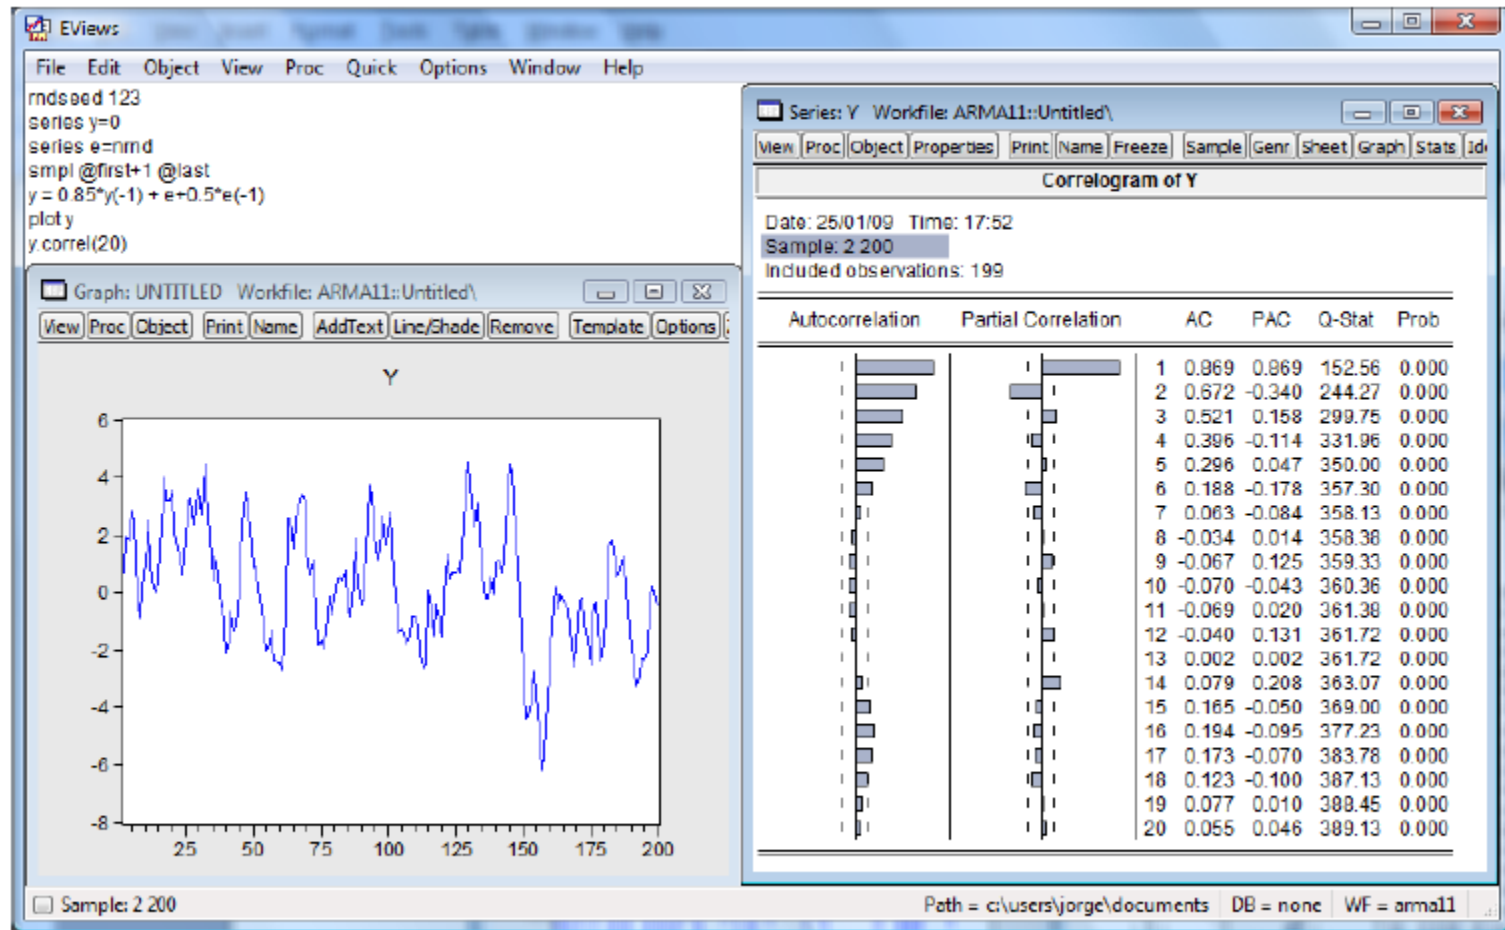 EViews
File Edit Object View Proc Quick Options Window Help
rndseed 123
series y=0
series e=nrnd
smpl @first+1 @last
y = 0.85*y(-1) + e+0.5*e(-1)
plot y
y.correl(20)
Graph: UNTITLED Workfile: ARMA11::Untitled\
View Proc Object Print Name AddText Line/Shade Remove Template Options
Y
6
4
2
0
-2
-4
-6
-8
25 50 75 100 125 150 175 200
Series: Y Workfile: ARMA11::Untitled\
View Proc Object Properties Print Name Freeze Sample Genr Sheet Graph Stats Ide
Correlogram of Y
Date: 25/01/09 Time: 17:52
Sample: 2 200
Included observations: 199
Autocorrelation Partial Correlation AC PAC Q-Stat Prob
1 0.869 0.869 152.56 0.000
2 0.672 -0.340 244.27 0.000
3 0.521 0.158 299.75 0.000
4 0.396 -0.114 331.96 0.000
5 0.296 0.047 350.00 0.000
6 0.188 -0.178 357.30 0.000
7 0.063 -0.084 358.13 0.000
8 -0.034 0.014 358.38 0.000
9 -0.067 0.125 359.33 0.000
10 -0.070 -0.043 360.36 0.000
11 -0.069 0.020 361.38 0.000
12 -0.040 0.131 361.72 0.000
13 0.002 0.002 361.72 0.000
14 0.079 0.208 363.07 0.000
15 0.165 -0.050 369.00 0.000
16 0.194 -0.095 377.23 0.000
17 0.173 -0.070 383.78 0.000
18 0.123 -0.100 387.13 0.000
19 0.077 0.010 388.45 0.000
20 0.055 0.046 389.13 0.000
Sample: 2 200
Path = c:\users\jorge\documents DB = none WF = arma11